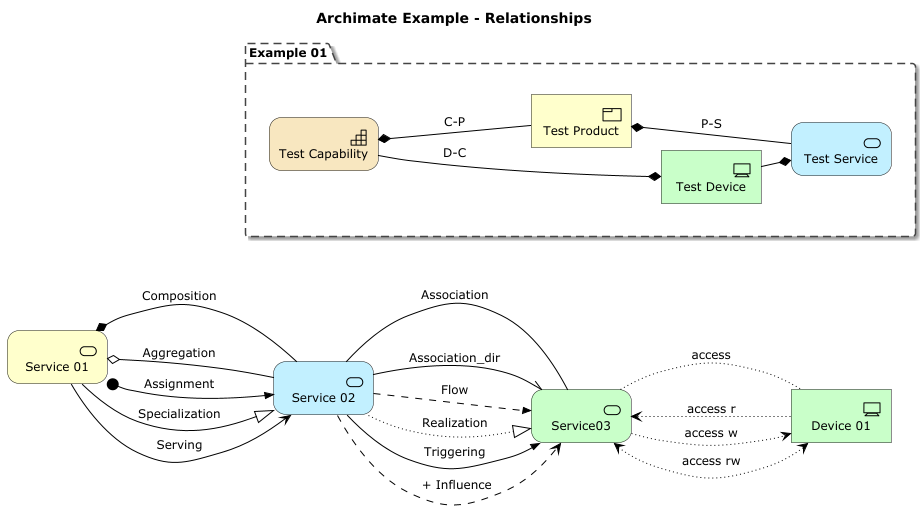 Archimate Example - Relationships
Example 01
C-P
Test Product
P-S
Test Capability
D-C
Test Service
Test Device
Composition
Association
Service 01
Aggregation
Association_dir
access
Assignment
Flow
Service 02
access r
Specialization
Realization
Service03
Device 01
access w
Serving
Triggering
access rw
+ Influence